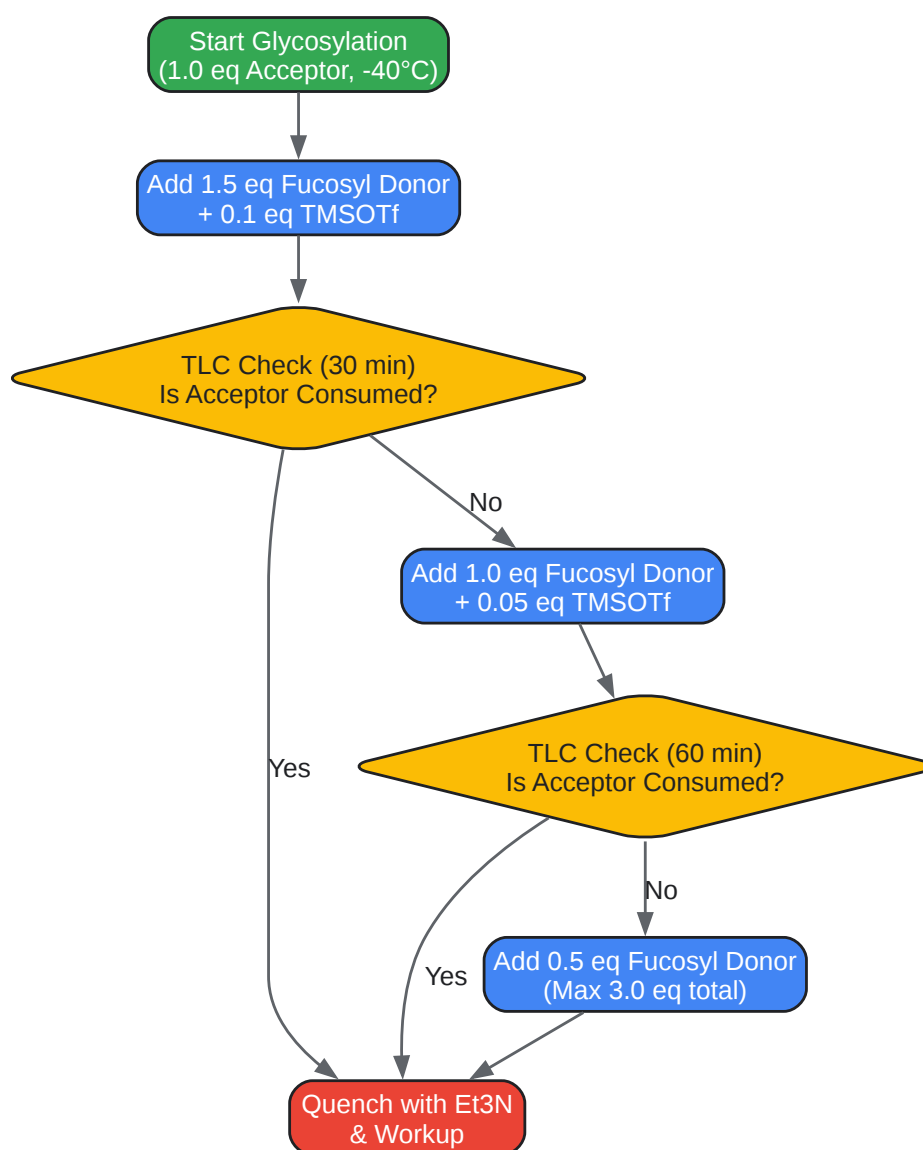 Start Glycosylation
(1.0 eq Acceptor, -40°C)
Add 1.5 eq Fucosyl Donor
+ 0.1 eq TMSOTf
TLC Check (30 min)
Is Acceptor Consumed?
No
Add 1.0 eq Fucosyl Donor
+ 0.05 eq TMSOTf
TLC Check (60 min)
Is Acceptor Consumed?
Yes
No
Add 0.5 eq Fucosyl Donor
(Max 3.0 eq total)
Yes
Quench with Et3N
& Workup